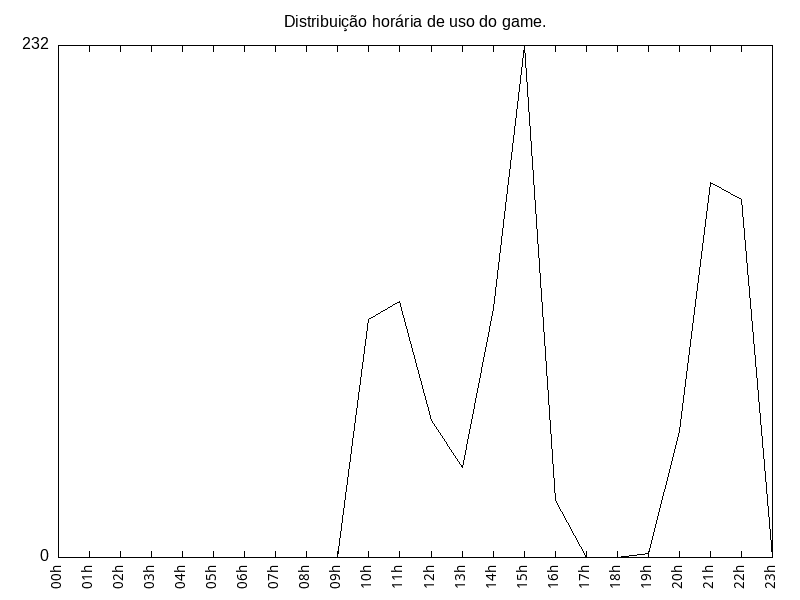 Distribuição horária de uso do game.
232
0
00h 01h 02h 03h 04h 05h 06h 07h 08h 09h 10h 11h 12h 13h 14h 15h 16h 17h 18h 19h 20h 21h 22h 23h